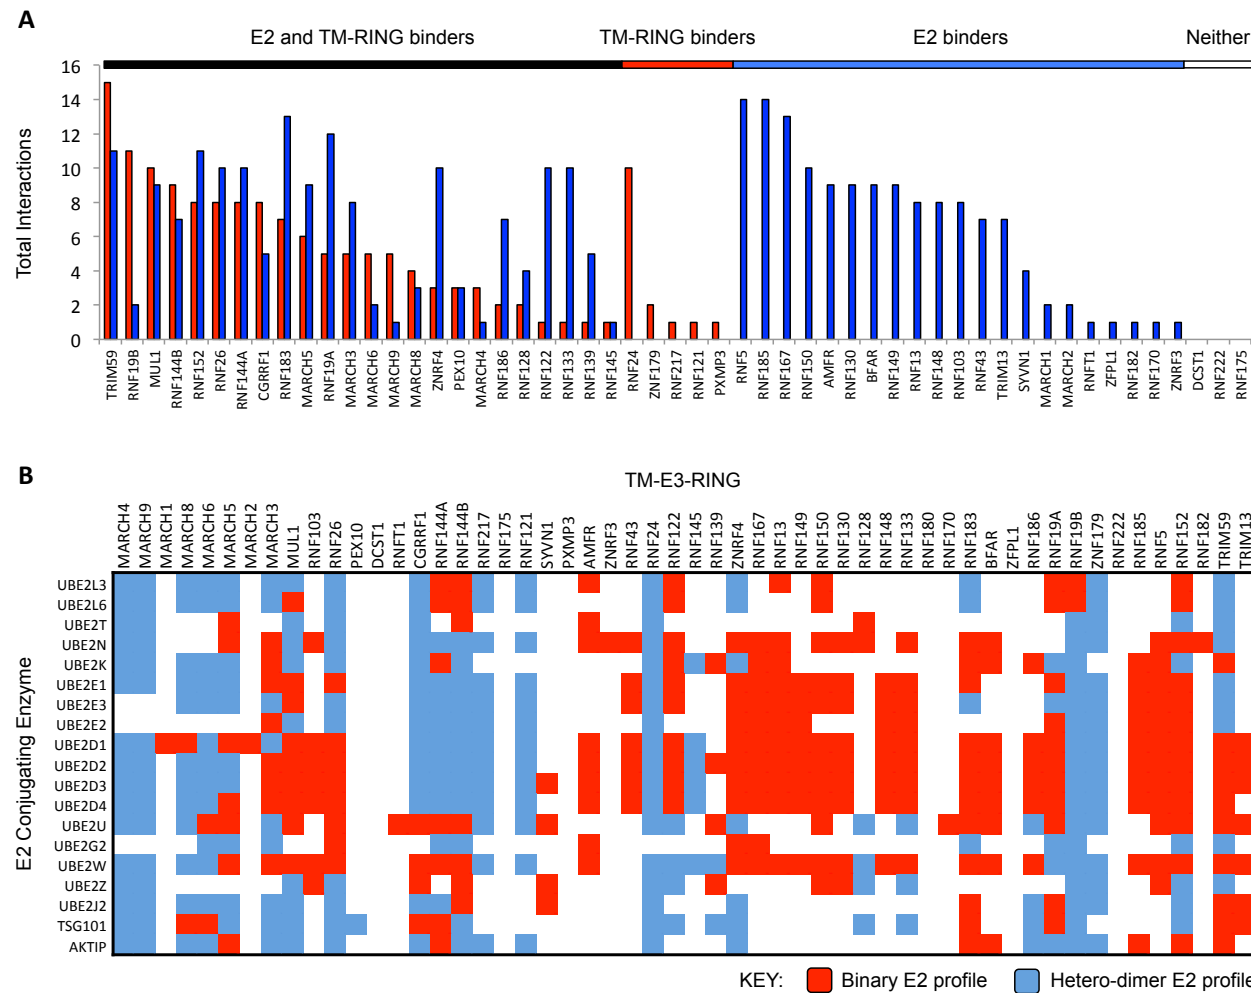 A
E2 and TM-RING binders
TM-RING binders
E2 binders
Neither
Total Interactions
16
14
12
10
8
6
4
2
0
TRIM59
RNF19B
MUL1
RNF144B
RNF152
RNF26
RNF144A
CGRRF1
RNF183
MARCH5
RNF19A
MARCH3
MARCH6
MARCH9
MARCH8
ZNRF4
PEX10
MARCH4
RNF186
RNF128
RNF122
RNF133
RNF139
RNF145
RNF24
ZNF179
RNF217
RNF121
PXMP3
RNF5
RNF185
RNF167
RNF150
AMFR
RNF130
BFAR
RNF149
RNF13
RNF148
RNF103
RNF43
TRIM13
SYVN1
MARCH1
MARCH2
RNFT1
ZFPL1
RNF182
RNF170
ZNRF3
DCST1
RNF222
RNF175
B
TM-E3-RING
MARCH4
MARCH9
MARCH1
MARCH8
MARCH6
MARCH5
MARCH2
MARCH3
MUL1
RNF103
RNF26
PEX10
DCST1
RNFT1
CGRRF1
RNF144A
RNF144B
RNF217
RNF175
RNF121
SYVN1
PXMP3
AMFR
ZNRF3
RNF43
RNF24
RNF122
RNF145
RNF139
ZNRF4
RNF167
RNF13
RNF149
RNF150
RNF130
RNF128
RNF148
RNF133
RNF180
RNF170
RNF183
BFAR
ZFPL1
RNF186
RNF19A
RNF19B
ZNF179
RNF222
RNF185
RNF5
RNF152
RNF182
TRIM59
TRIM13
E2 Conjugating Enzyme
UBE2L3
UBE2L6
UBE2T
UBE2N
UBE2K
UBE2E1
UBE2E3
UBE2E2
UBE2D1
UBE2D2
UBE2D3
UBE2D4
UBE2U
UBE2G2
UBE2W
UBE2Z
UBE2J2
TSG101
AKTIP
KEY:
Binary E2 profile
Hetero-dimer E2 profile